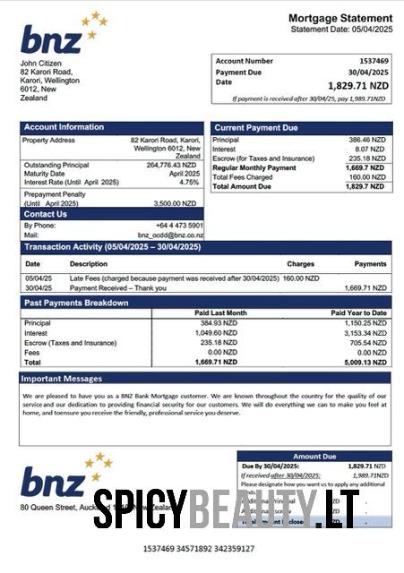 bnz
Mortgage Statement
Statement Date: 05/04/2025
John Citizen
82 Karori Road,
Karori, Wellington
6012, New
Zealand
Account Number 1537469
Payment Due 30/04/2025
Date 1,829.71 NZD
If payment is received after 30/04/25, pay 1,989.71NZD
Account Information
Property Address 82 Karori Road, Karori,
Wellington 6012, New
Zealand
Outstanding Principal 264,776.43 NZD
Maturity Date April 2025
Interest Rate (Until April 2025) 4.75%
Prepayment Penalty
(Until April 2025) 3,500.00 NZD
Contact Us
By Phone: +64 4 473 5901
Mail: bnz_ocdd@bnz.co.nz
Current Payment Due
Principal 386.46 NZD
Interest 8.07 NZD
Escrow (for Taxes and Insurance) 235.18 NZD
Regular Monthly Payment 1,669.7 NZD
Total Fees Charged 160.00 NZD
Total Amount Due 1,829.7 NZD
Transaction Activity (05/04/2025 – 30/04/2025)
Date Description Charges Payments
05/04/25 Late Fees (charged because payment was received after 30/04/2025) 160.00 NZD
30/04/25 Payment Received – Thank you 1,669.71 NZD
Past Payments Breakdown
Paid Last Month Paid Year to Date
Principal 384.93 NZD 1,150.25 NZD
Interest 1,049.60 NZD 3,153.34 NZD
Escrow (Taxes and Insurance) 235.18 NZD 705.54 NZD
Fees 0.00 NZD 0.00 NZD
Total 1,669.71 NZD 5,009.13 NZD
Important Messages
We are pleased to have you as a BNZ Bank Mortgage customer. We are known throughout the country for the quality of our
service and our dedication to providing financial security for our customers. We will do everything we can to make you feel at
home, and toensure you receive the friendly, professional service you deserve.
bnz
80 Queen Street, Auckland
Amount Due
Due By 30/04/2025: 1,829.71 NZD
If received after 30/04/2025: 1,989.71NZD
Please designate how you want us to apply any additional
SPICYBEAUTY.LT
1537469 34571892 342359127